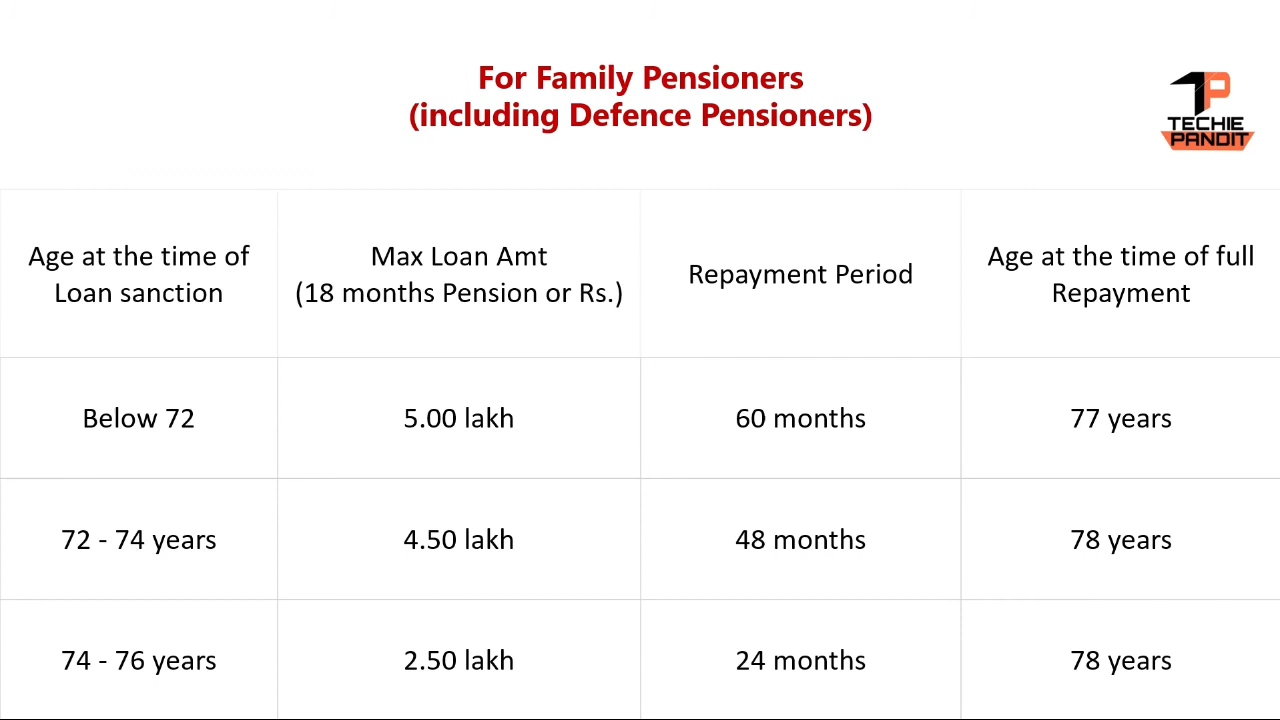 For Family Pensioners
(including Defence Pensioners)
TECHIE
PANDIT
Age at the time of
Loan sanction
Max Loan Amt
(18 months Pension or Rs.)
Repayment Period
Age at the time of full
Repayment
Below 72
5.00 lakh
60 months
77 years
72 - 74 years
4.50 lakh
48 months
78 years
74 - 76 years
2.50 lakh
24 months
78 years